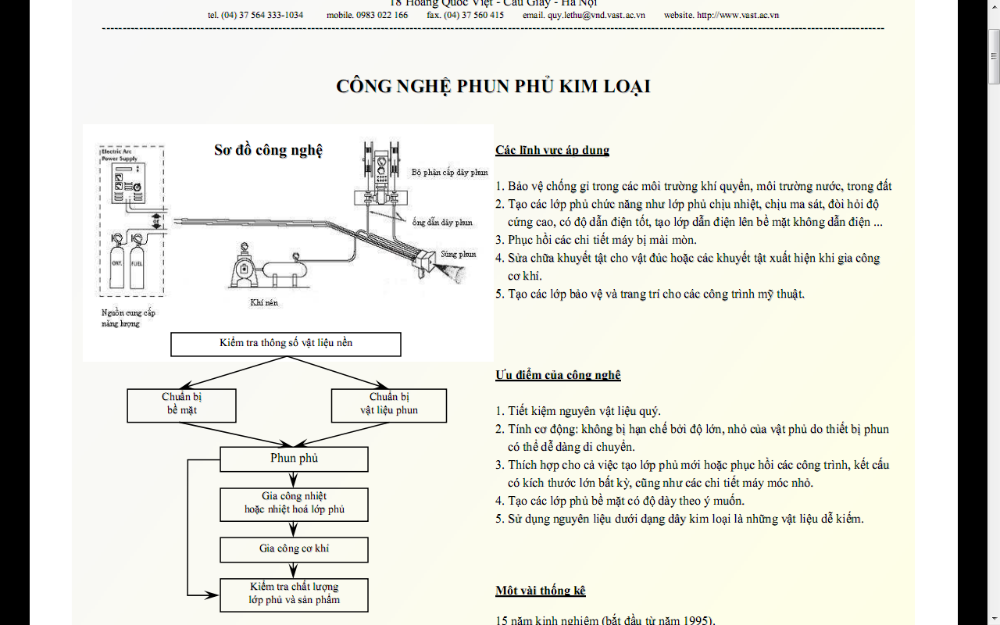 18 Hoàng Quốc Việt - Cầu Giấy - Hà Nội
tel. (04) 37 564 333-1034 mobile. 0983 022 166 fax. (04) 37 560 415 email. quy.lethu@vnd.vast.ac.vn website. http://www.vast.ac.vn
CÔNG NGHỆ PHUN PHỦ KIM LOẠI
Sơ đồ công nghệ
Electric Arc
Power Supply
Bộ phận cấp dây phun
or
ống dẫn dây phun
OXY.
FUEL
Súng phun
Khí nén
Nguồn cung cấp
năng lượng
Kiểm tra thông số vật liệu nền
Chuẩn bị
bề mặt
Chuẩn bị
vật liệu phun
Phun phủ
Gia công nhiệt
hoặc nhiệt hoá lớp phủ
Gia công cơ khí
Kiểm tra chất lượng
lớp phủ và sản phẩm
Các lĩnh vực áp dụng
1. Bảo vệ chống gỉ trong các môi trường khí quyển, môi trường nước, trong đất
2. Tạo các lớp phủ chức năng như lớp phủ chịu nhiệt, chịu ma sát, đòi hỏi độ
cứng cao, có độ dẫn điện tốt, tạo lớp dẫn điện lên bề mặt không dẫn điện ...
3. Phục hồi các chi tiết máy bị mài mòn.
4. Sửa chữa khuyết tật cho vật đúc hoặc các khuyết tật xuất hiện khi gia công
cơ khí.
5. Tạo các lớp bảo vệ và trang trí cho các công trình mỹ thuật.
Ưu điểm của công nghệ
1. Tiết kiệm nguyên vật liệu quý.
2. Tính cơ động: không bị hạn chế bởi độ lớn, nhỏ của vật phủ do thiết bị phun
có thể dễ dàng di chuyển.
3. Thích hợp cho cả việc tạo lớp phủ mới hoặc phục hồi các công trình, kết cấu
có kích thước lớn bất kỳ, cũng như các chi tiết máy móc nhỏ.
4. Tạo các lớp phủ bề mặt có độ dày theo ý muốn.
5. Sử dụng nguyên liệu dưới dạng dây kim loại là những vật liệu dễ kiếm.
Một vài thống kê
15 năm kinh nghiệm (bắt đầu từ năm 1995).